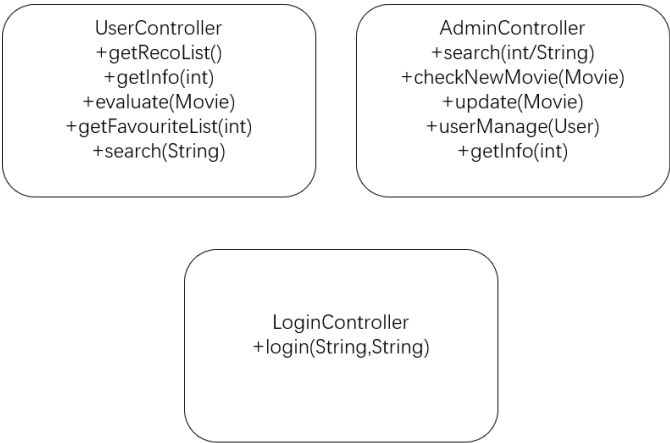 UserController
+getRecoList()
+getInfo(int)
+evaluate(Movie)
+getFavouriteList(int)
+search(String)
AdminController
+search(int/String)
+checkNewMovie(Movie)
+update(Movie)
+userManage(User)
+getInfo(int)
LoginController
+login(String,String)